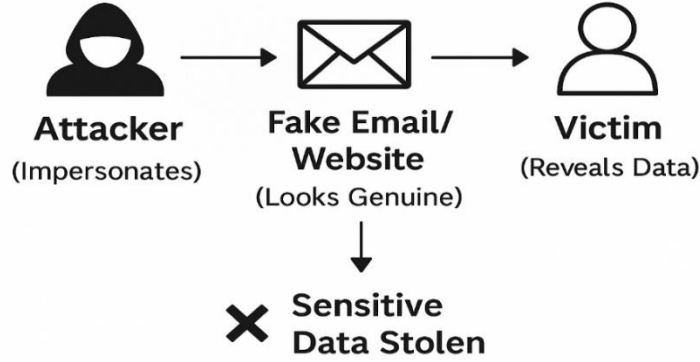 Attacker
(Impersonates)
Fake Email/
Website
(Looks Genuine)
Victim
(Reveals Data)
Sensitive
Data Stolen